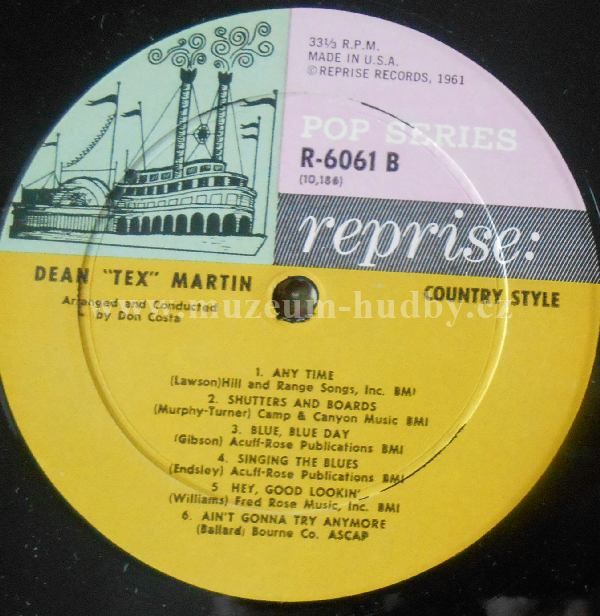 33⅓ R.P.M.
MADE IN U.S.A.
©REPRISE RECORDS, 1961
POP SERIES
R-6061 B
(10,186)
reprise:
DEAN "TEX" MARTIN
COUNTRY STYLE
Arranged and Conducted
by Don Costa
www.muzeum-hudby.cz
1. ANY TIME
(Lawson)Hill and Range Songs, Inc. BMI
2. SHUTTERS AND BOARDS
(Murphy-Turner) Camp & Canyon Music BMI
3. BLUE, BLUE DAY
(Gibson) Acuff-Rose Publications BMI
4. SINGING THE BLUES
(Endsley) Acuff-Rose Publications BMI
5 HEY, GOOD LOOKIN'
(Williams) Fred Rose Music, Inc. BMI
6. AIN'T GONNA TRY ANYMORE
(Ballard) Bourne Co. ASCAP